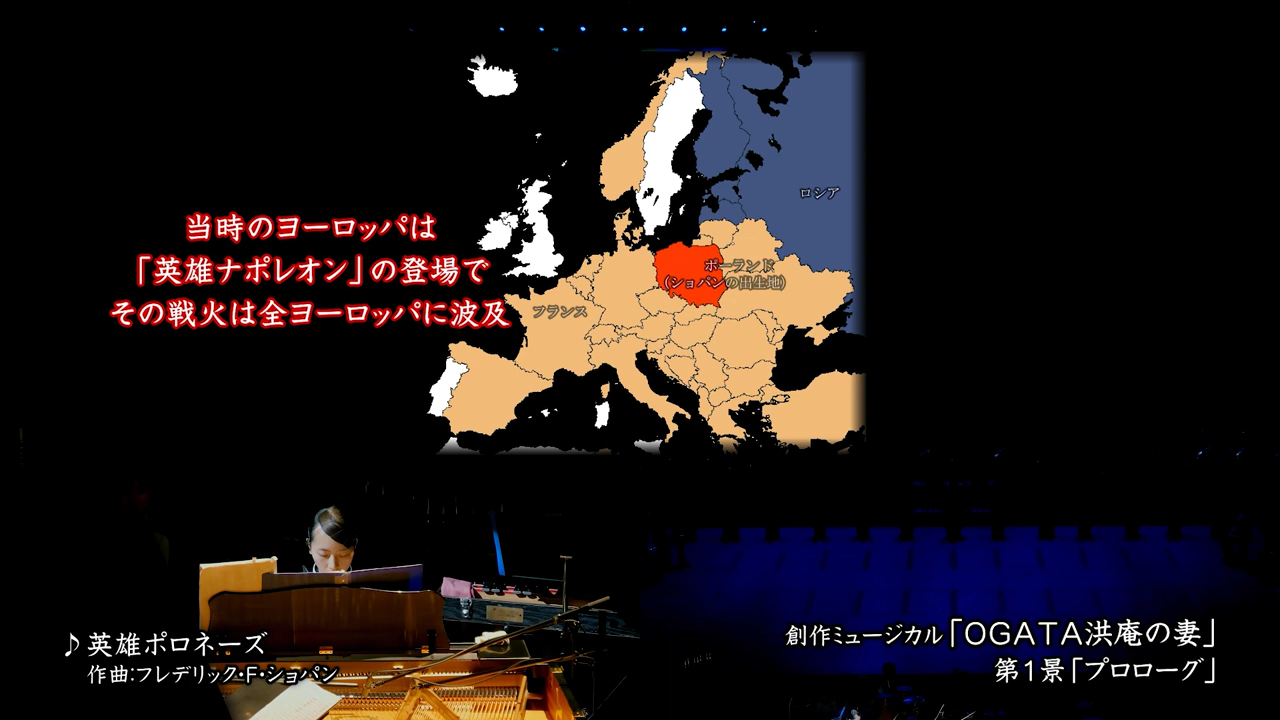 当時のヨーロッパは
「英雄ナポレオン」の登場で
その戦火は全ヨーロッパに波及
ロシア
ポーランド
(ショパンの出生地)
フランス
♪英雄ポロネーズ
作曲:フレデリック・F・ショパン
創作ミュージカル「OGATA洪庵の妻」
第1景「プロローグ」